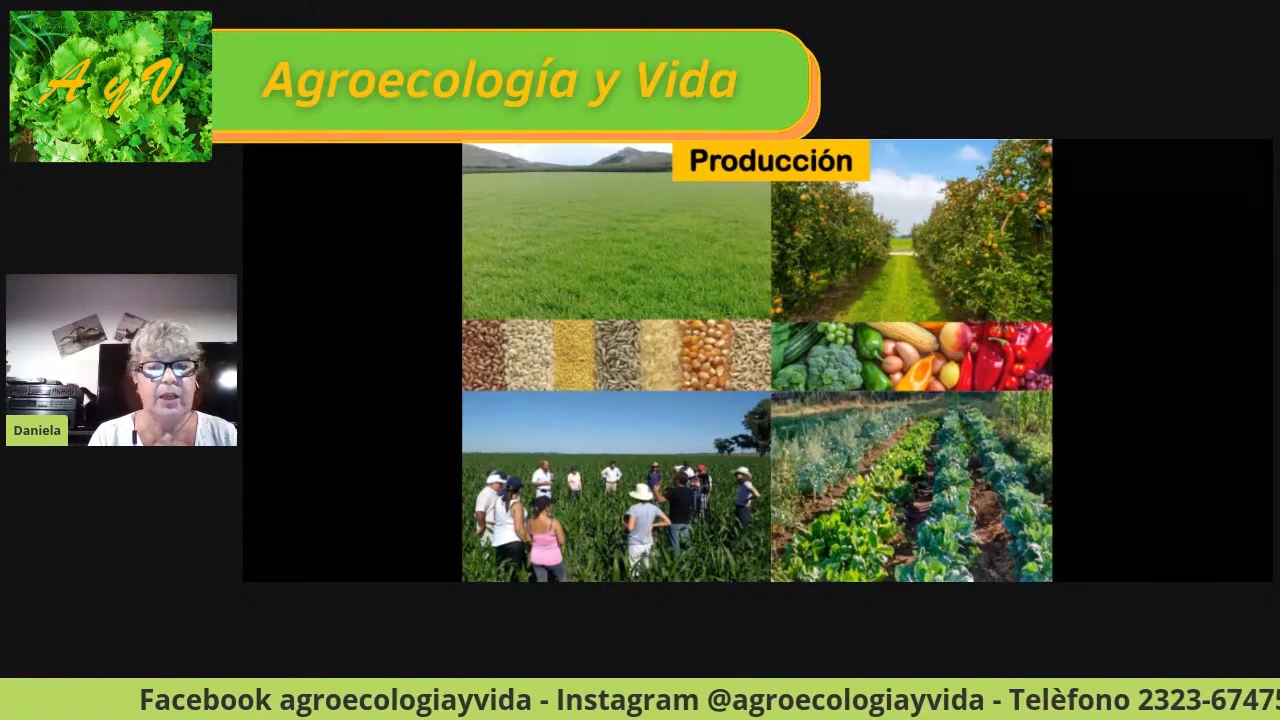 A y V
Agroecología y Vida
Producción
Daniela
Facebook agroecologiayvida - Instagram @agroecologiayvida - Telèfono 2323-67475